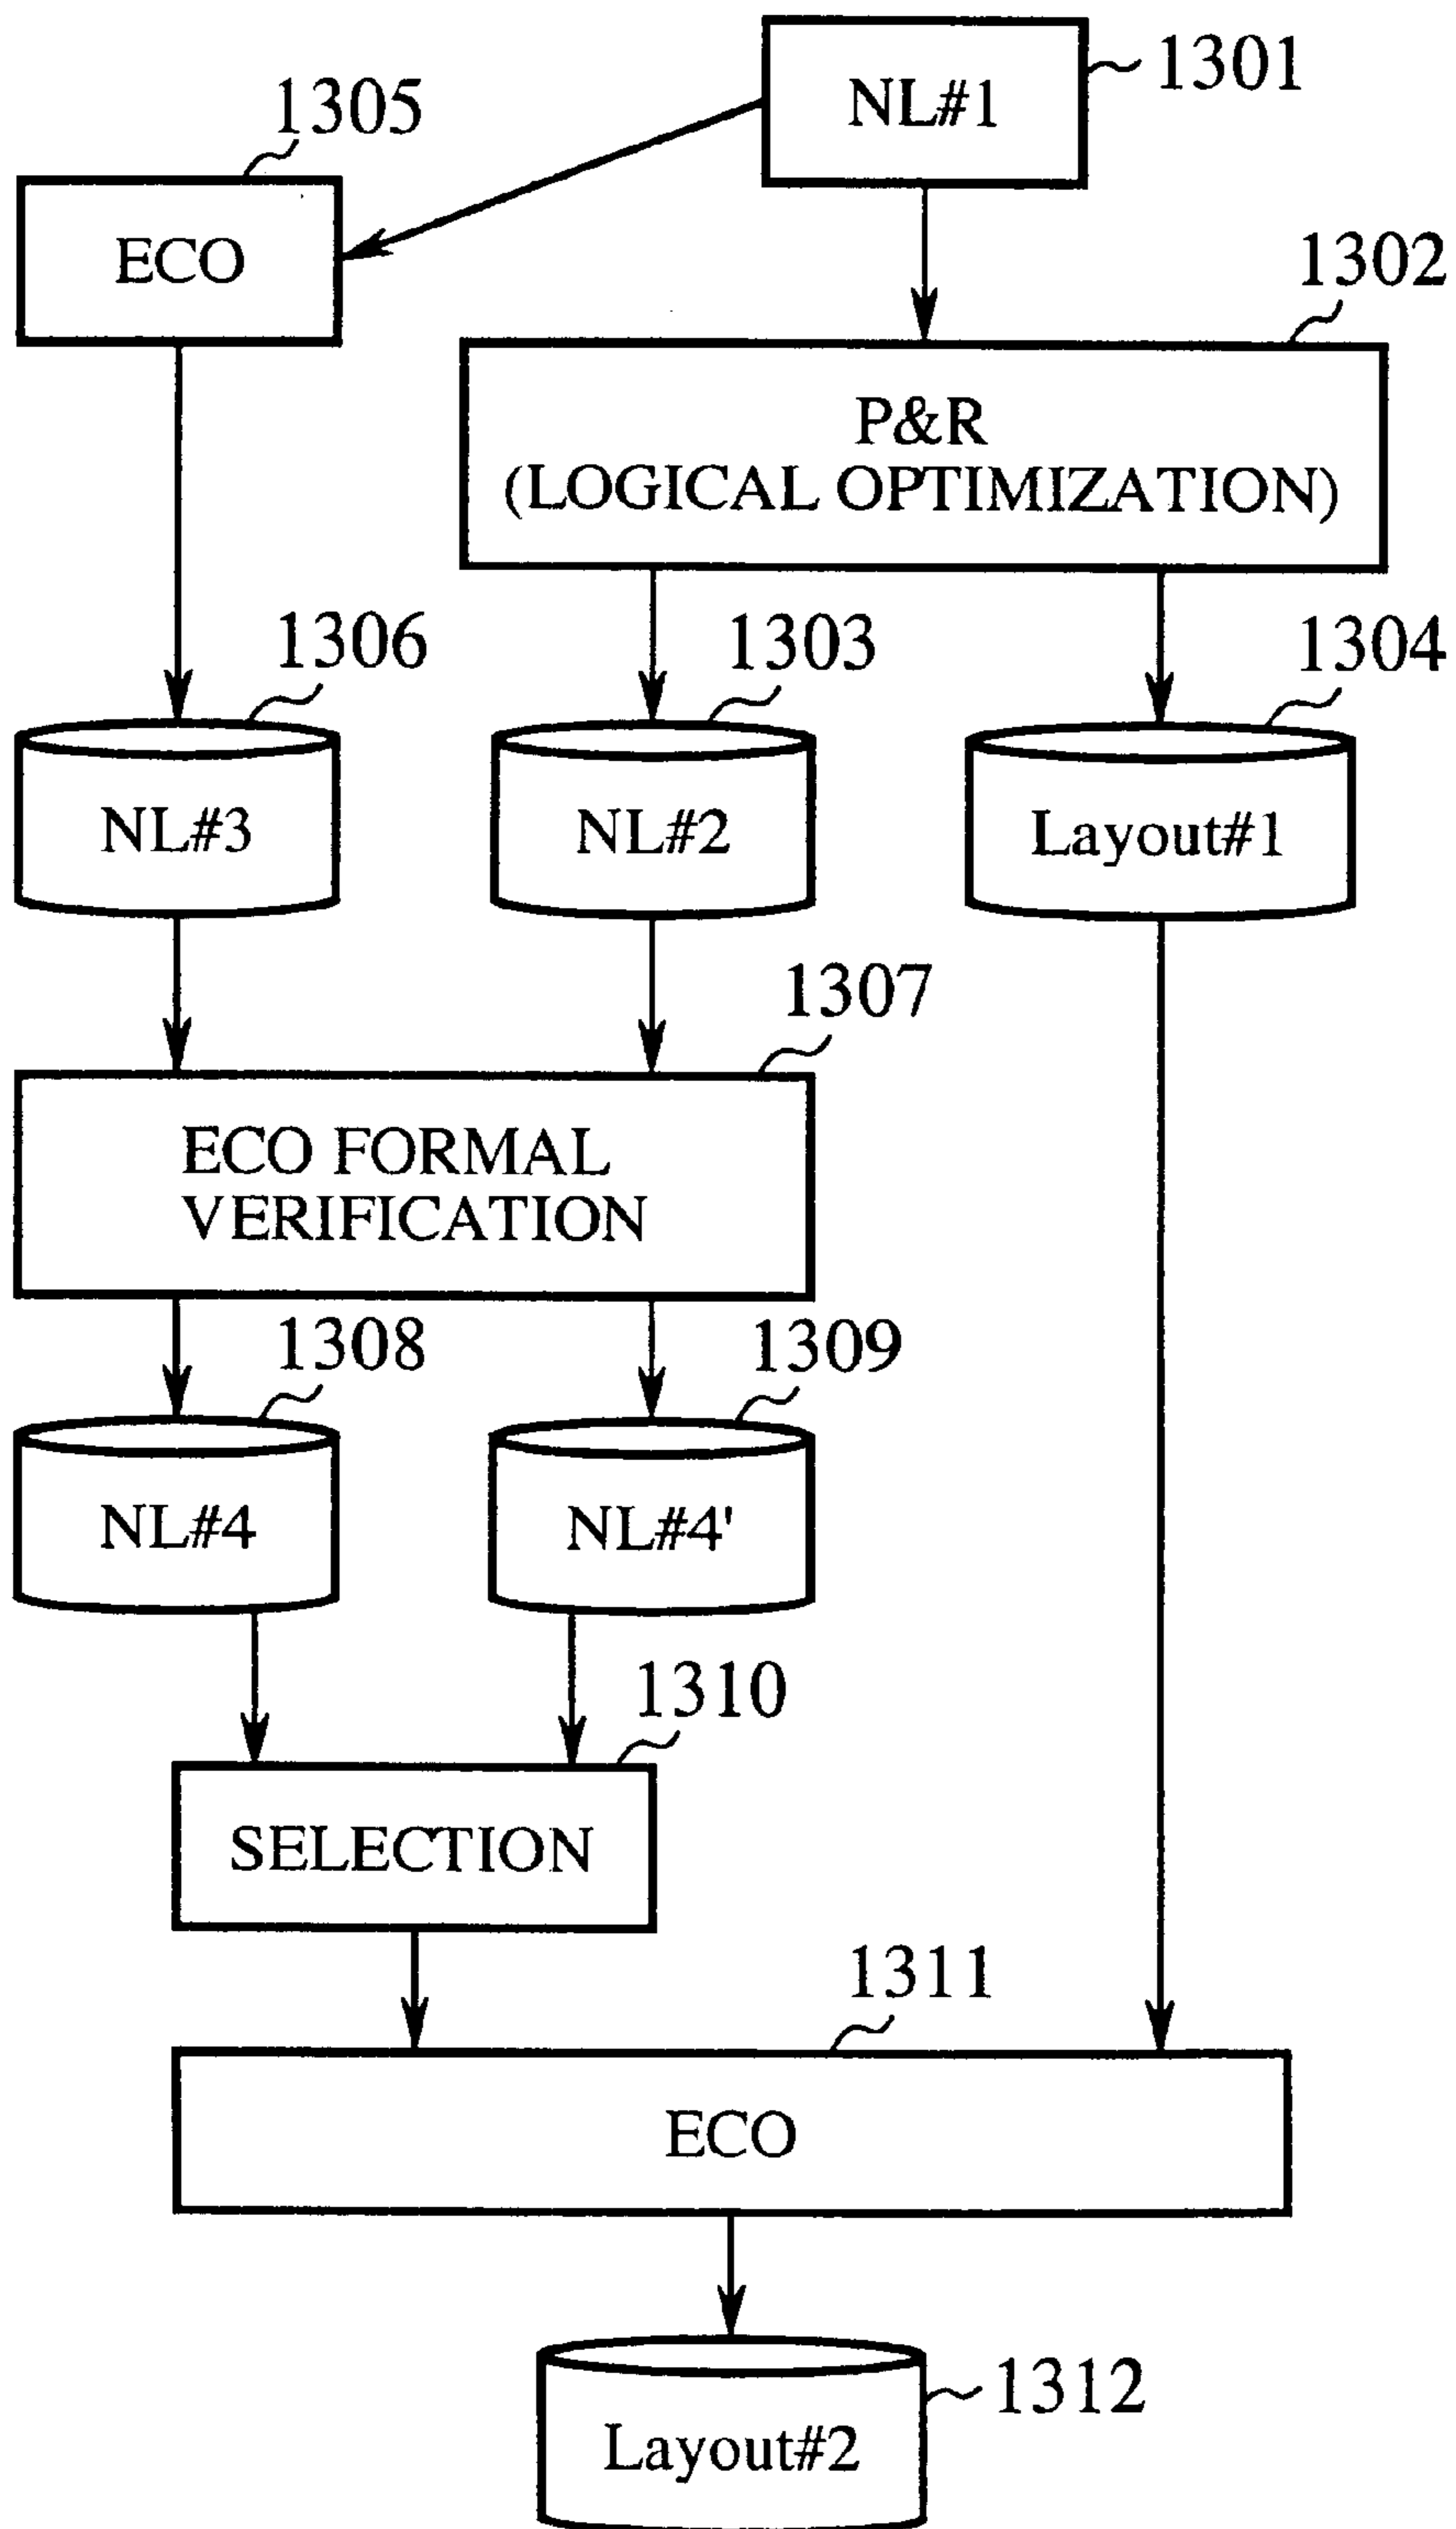 NL#1
1301
1305
ECO
1302
P&R
(LOGICAL OPTIMIZATION)
1306
1303
1304
NL#3
NL#2
Layout#1
1307
ECO FORMAL
VERIFICATION
1308
1309
NL#4
NL#4'
1310
SELECTION
1311
ECO
1312
Layout#2